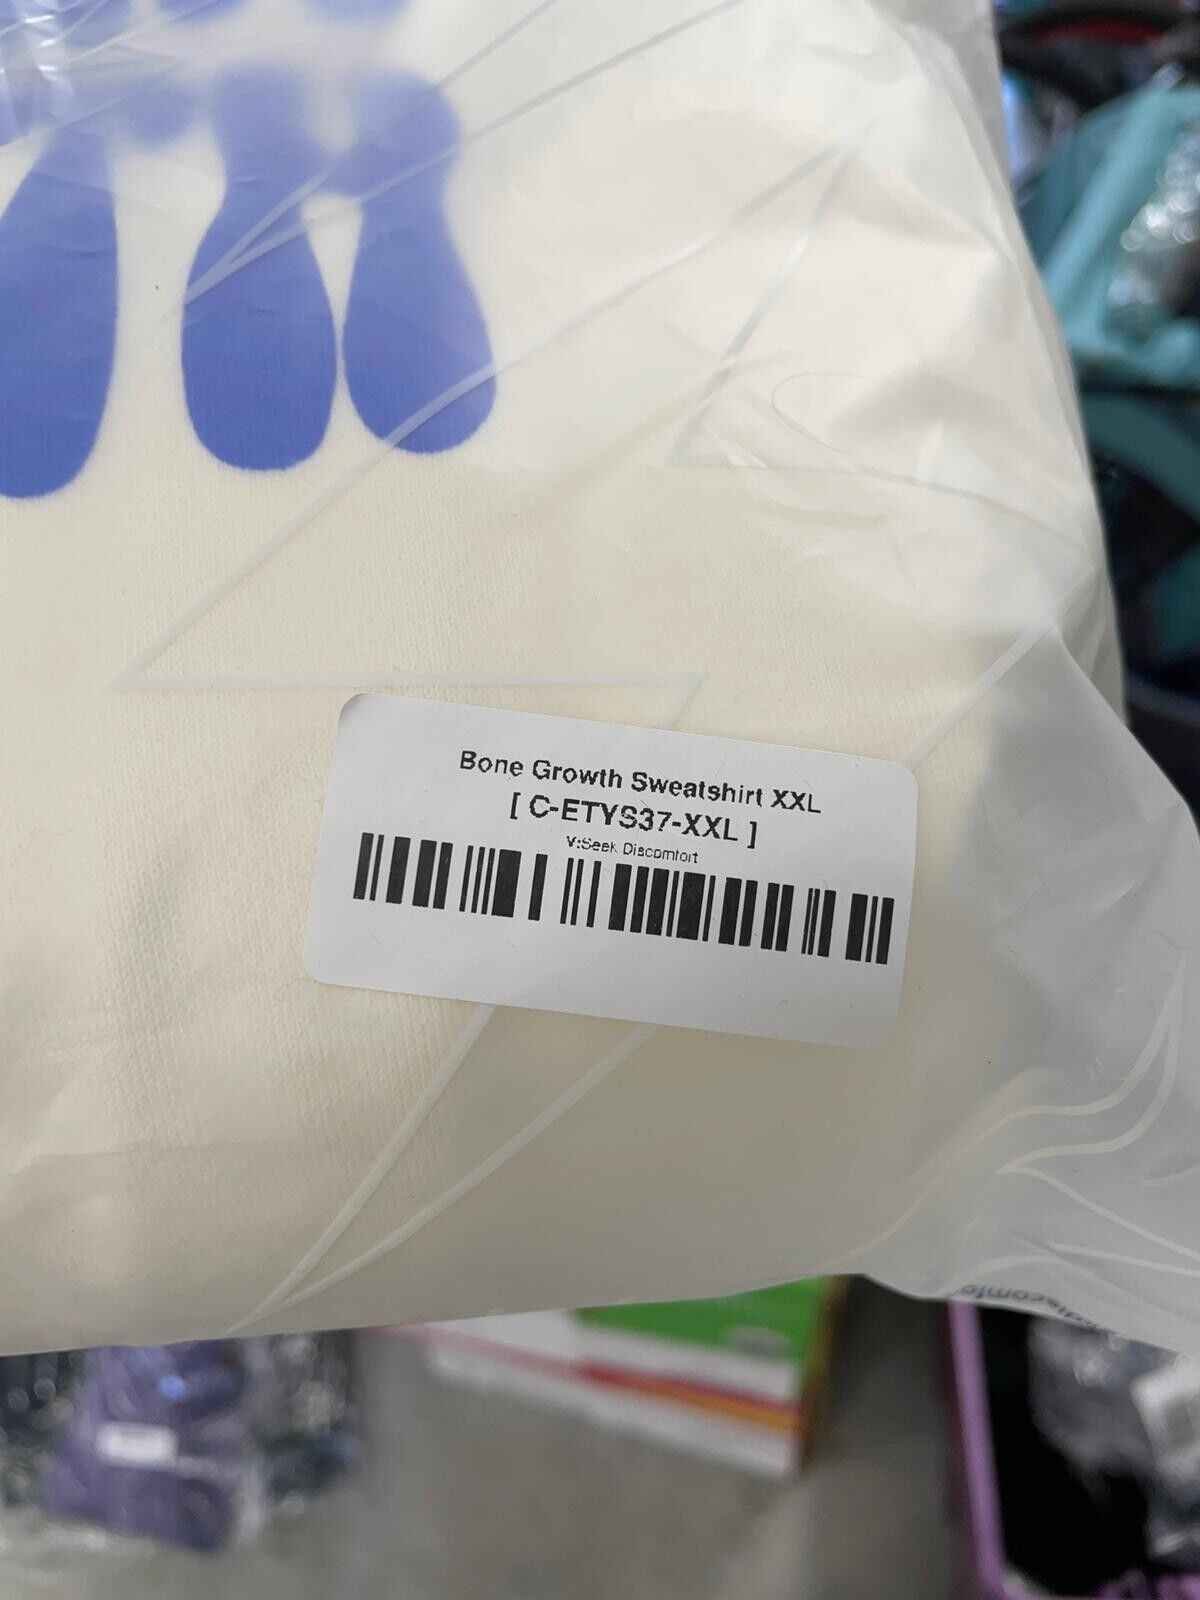 Bone Growth Sweatshirt XXL
[ C-ETYS37-XXL ]
V:Seek Discomfort